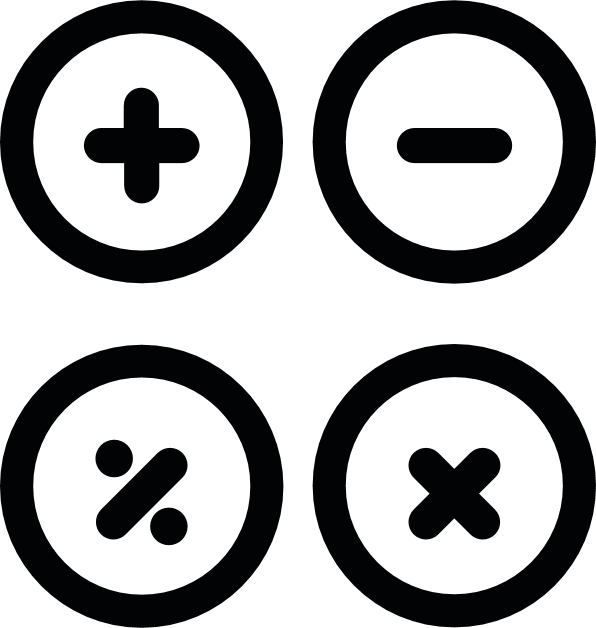 + −
% ×